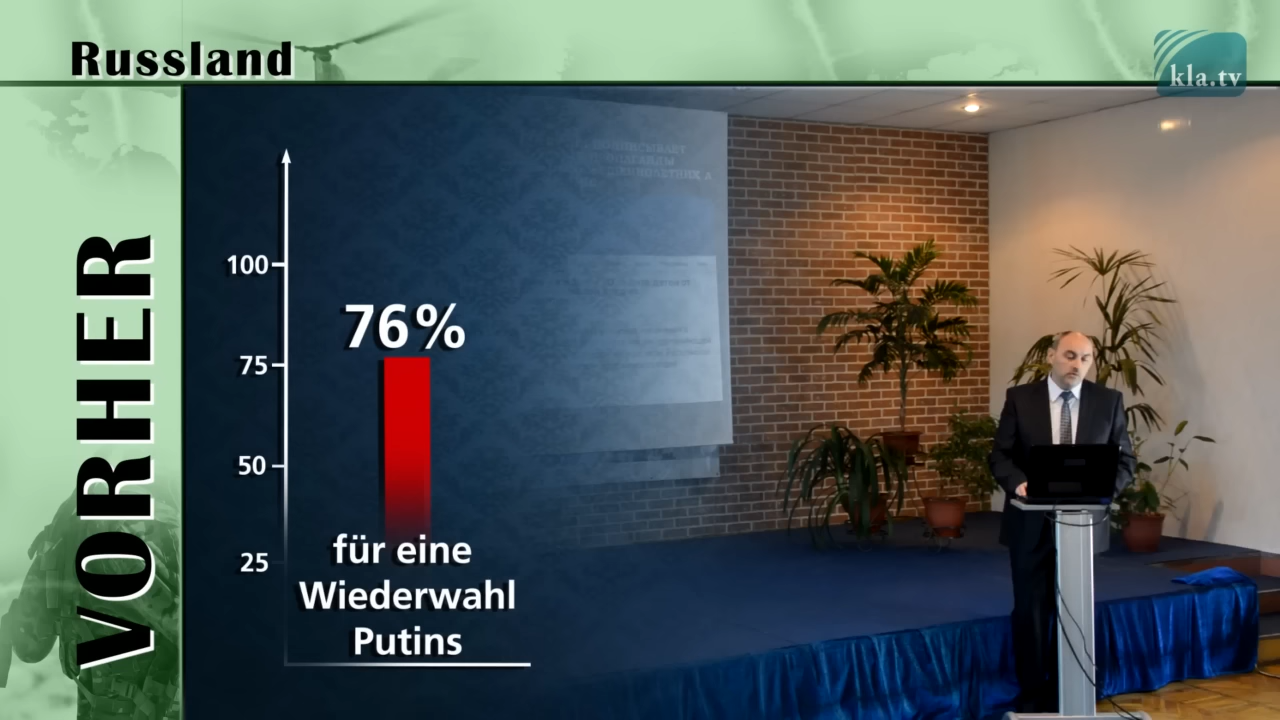 Russland
kla.tv
VORHER
100
75
50
25
76%
für eine
Wiederwahl
Putins